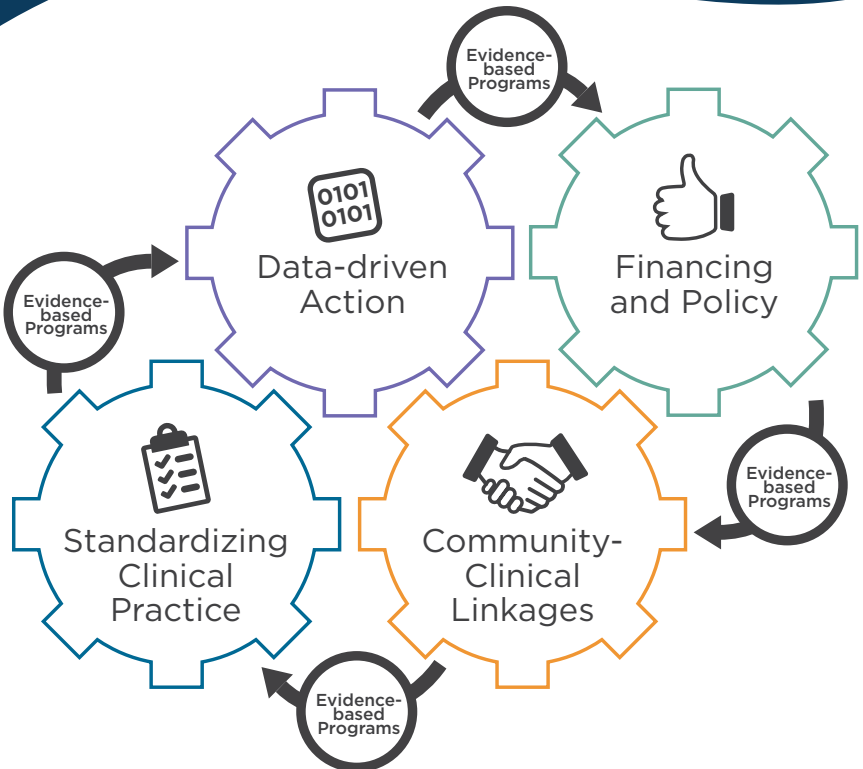 Evidence-
based
Programs
0101
0101
Data-driven
Action
Financing
and Policy
Evidence-
based
Programs
Standardizing
Clinical
Practice
Community-
Clinical
Linkages
Evidence-
based
Programs
Evidence-
based
Programs